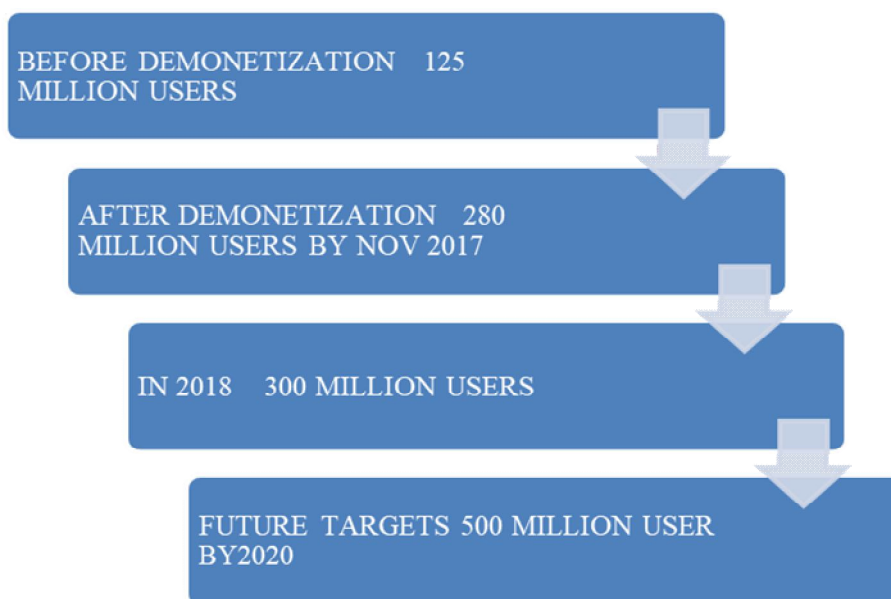 BEFORE DEMONETIZATION 125
MILLION USERS
AFTER DEMONETIZATION 280
MILLION USERS BY NOV 2017
IN 2018 300 MILLION USERS
FUTURE TARGETS 500 MILLION USER
BY2020